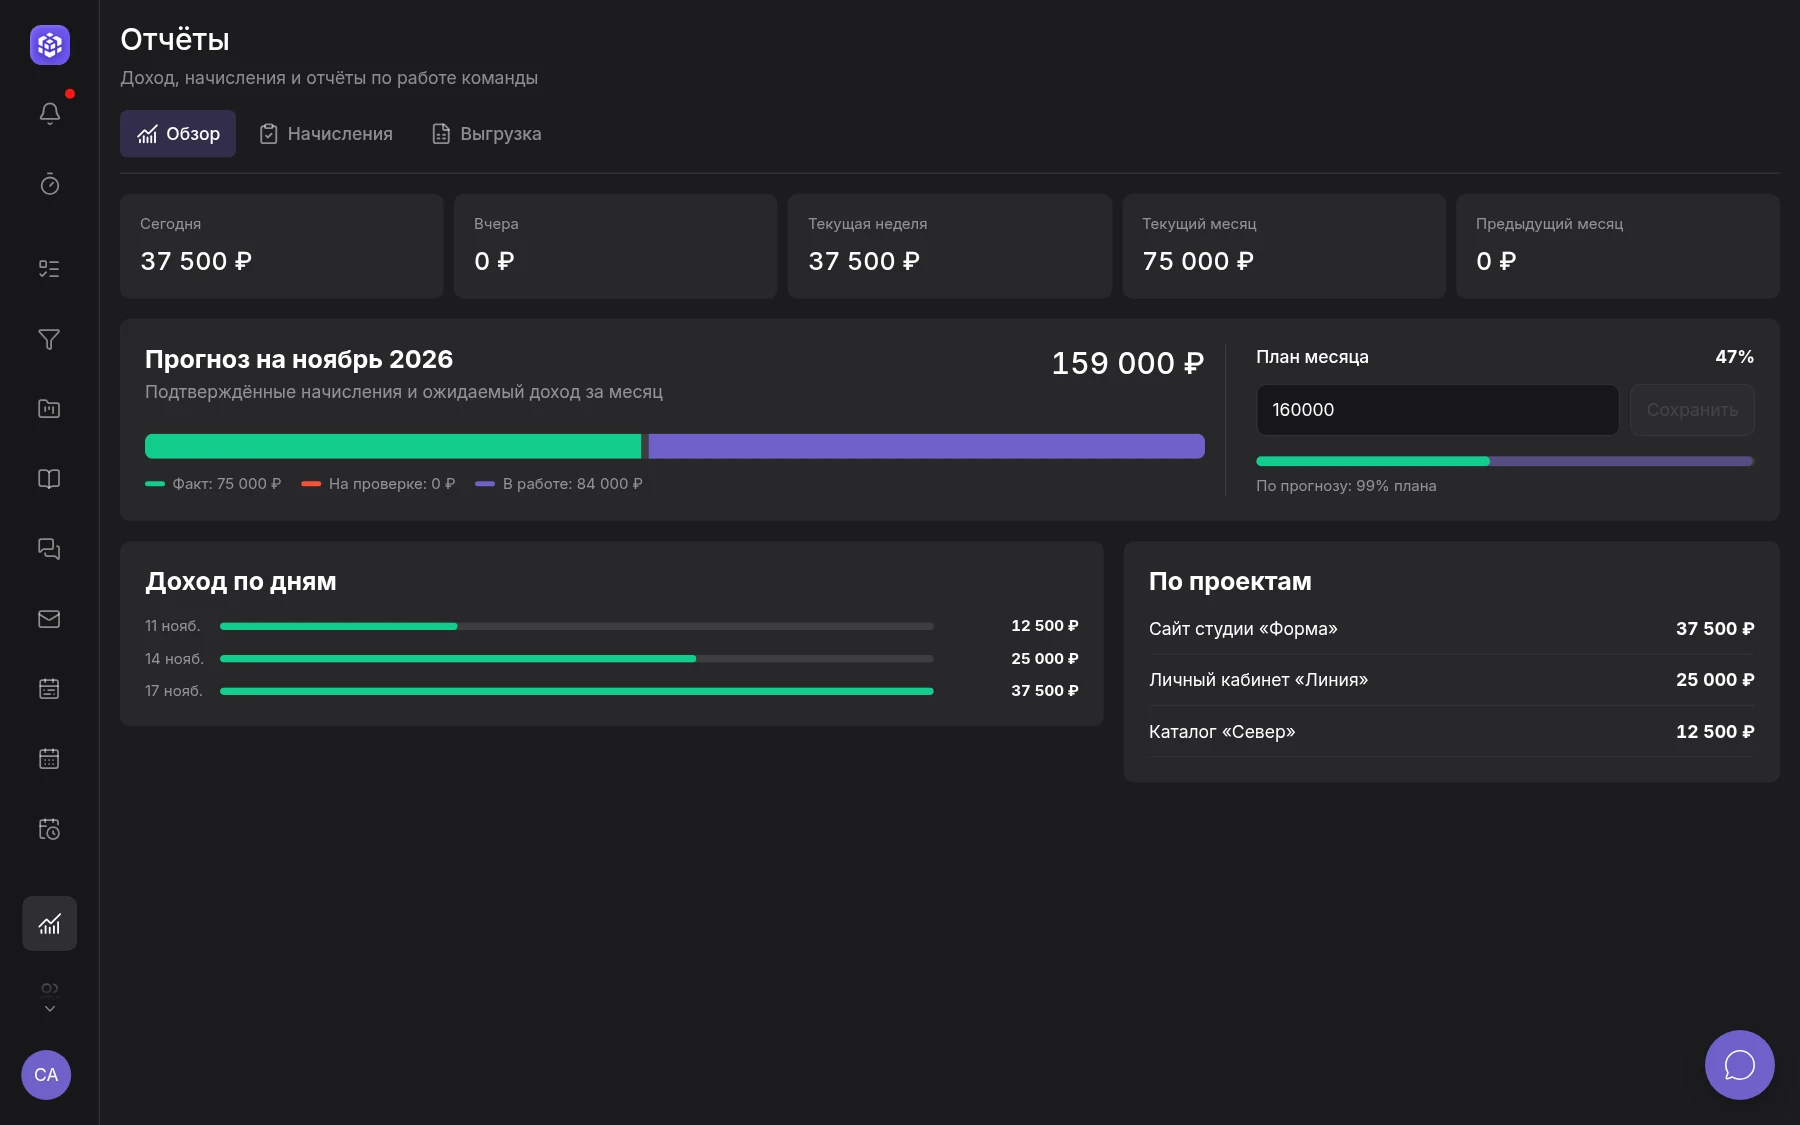 Отчёты
Доход, начисления и отчёты по работе команды
Обзор
Начисления
Выгрузка
Сегодня
37 500 ₽
Вчера
0 ₽
Текущая неделя
37 500 ₽
Текущий месяц
75 000 ₽
Предыдущий месяц
0 ₽
Прогноз на ноябрь 2026
159 000 ₽
Подтверждённые начисления и ожидаемый доход за месяц
Факт: 75 000 ₽
На проверке: 0 ₽
В работе: 84 000 ₽
План месяца
47%
160000
Сохранить
По прогнозу: 99% плана
Доход по дням
11 нояб.
12 500 ₽
14 нояб.
25 000 ₽
17 нояб.
37 500 ₽
По проектам
Сайт студии «Форма»
37 500 ₽
Личный кабинет «Линия»
25 000 ₽
Каталог «Север»
12 500 ₽
СА